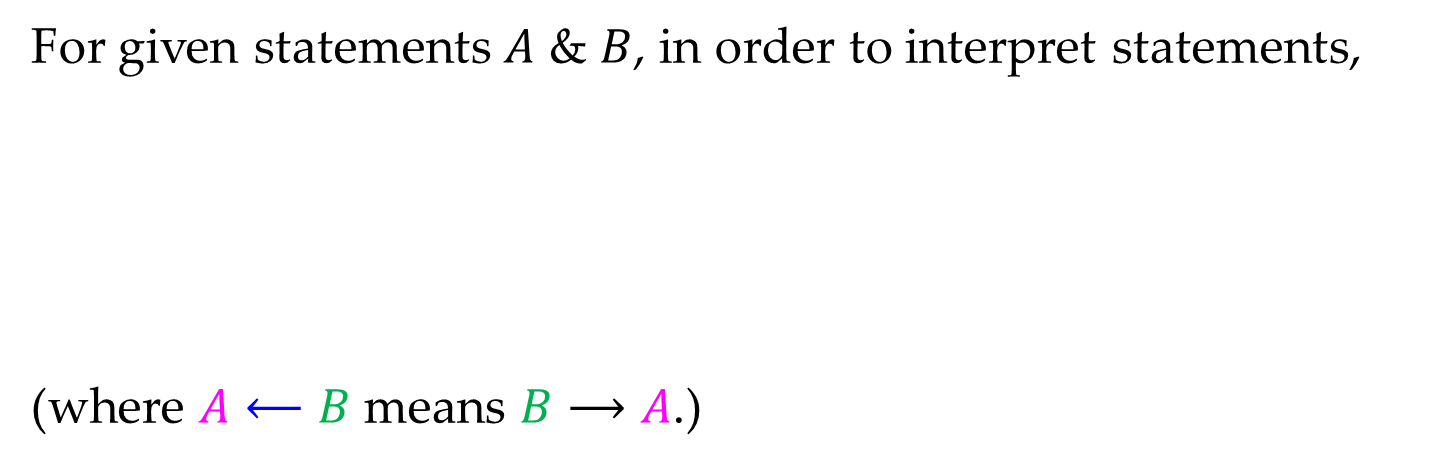 For given statements A & B, in order to interpret statements,
(where A ⟵ B means B ⟶ A.)